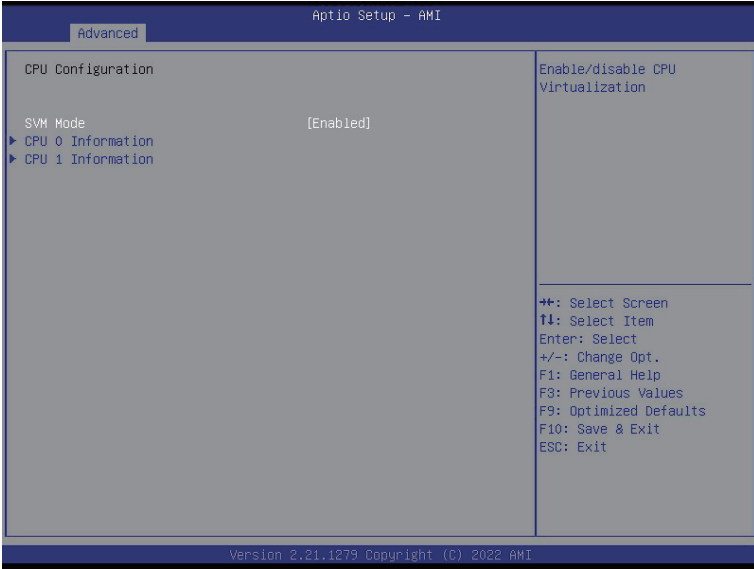 Aptio Setup – AMI
Advanced
CPU Configuration
SVM Mode [Enabled]
CPU 0 Information
CPU 1 Information
Enable/disable CPU
Virtualization
→←: Select Screen
↑↓: Select Item
Enter: Select
+/-: Change Opt.
F1: General Help
F3: Previous Values
F9: Optimized Defaults
F10: Save & Exit
ESC: Exit
Version 2.21.1279 Copyright (C) 2022 AMI